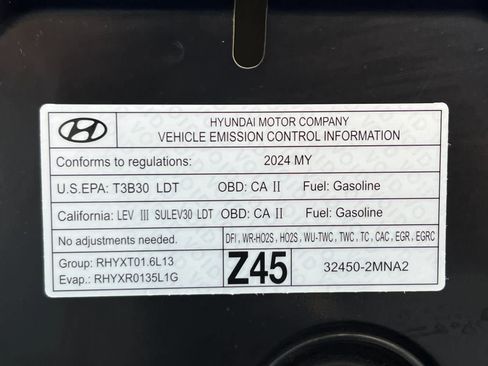 HYUNDAI MOTOR COMPANY
VEHICLE EMISSION CONTROL INFORMATION
Conforms to regulations: 2024 MY
U.S.EPA: T3B30 LDT OBD: CA II Fuel: Gasoline
California: LEV III SULEV30 LDT OBD: CA II Fuel: Gasoline
No adjustments needed. DFI, WR-HO2S, HO2S, WU-TWC, TWC, TC, CAC, EGR, EGRC
Group: RHYXT01.6L13
Evap.: RHYXR0135L1G
Z45
32450-2MNA2